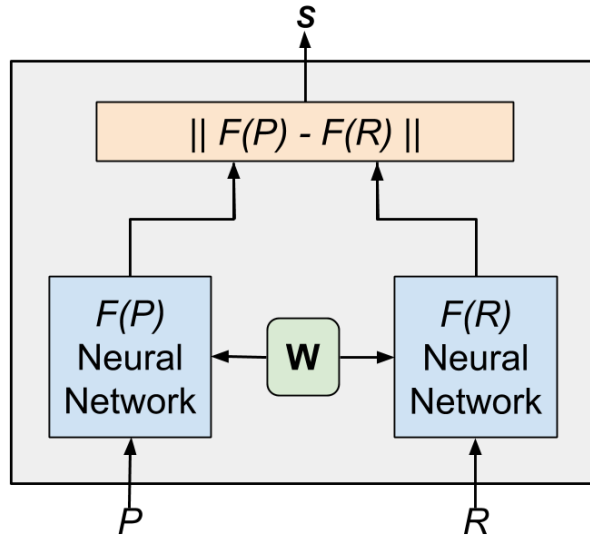 S
|| F(P) - F(R) ||
F(P)
Neural
Network
W
F(R)
Neural
Network
P
R